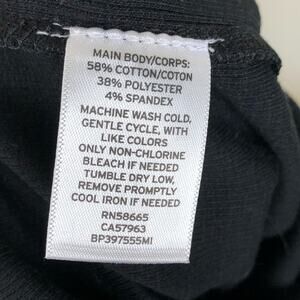 MAIN BODY/CORPS:
58% COTTON/COTON
38% POLYESTER
4% SPANDEX
MACHINE WASH COLD,
GENTLE CYCLE, WITH
LIKE COLORS
ONLY NON-CHLORINE
BLEACH IF NEEDED
TUMBLE DRY LOW,
REMOVE PROMPTLY
COOL IRON IF NEEDED
RN58665
CA57963
BP397555MI